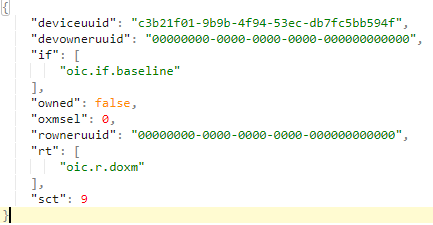 {
"deviceuuid": "c3b21f01-9b9b-4f94-53ec-db7fc5bb594f",
"devowneruuid": "00000000-0000-0000-0000-000000000000",
"if": [
"oic.if.baseline"
],
"owned": false,
"oxmsel": 0,
"rowneruuid": "00000000-0000-0000-0000-000000000000",
"rt": [
"oic.r.doxm"
],
"sct": 9
}